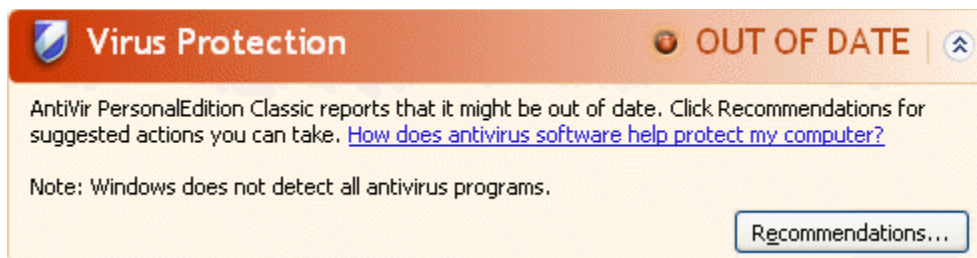 Virus Protection OUT OF DATE
AntiVir PersonalEdition Classic reports that it might be out of date. Click Recommendations for
suggested actions you can take. How does antivirus software help protect my computer?
Note: Windows does not detect all antivirus programs.
Recommendations...